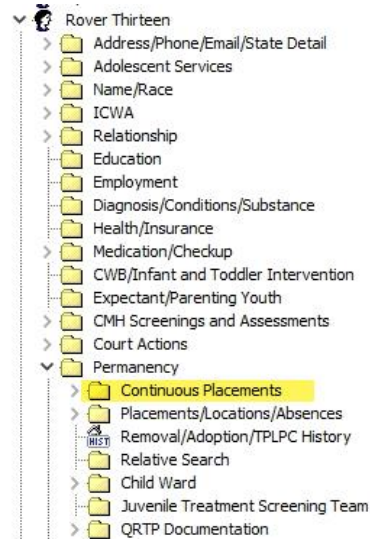 Rover Thirteen
Address/Phone/Email/State Detail
Adolescent Services
Name/Race
ICWA
Relationship
Education
Employment
Diagnosis/Conditions/Substance
Health/Insurance
Medication/Checkup
CWB/Infant and Toddler Intervention
Expectant/Parenting Youth
CMH Screenings and Assessments
Court Actions
Permanency
Continuous Placements
Placements/Locations/Absences
HIST Removal/Adoption/TPLPC History
Relative Search
Child Ward
Juvenile Treatment Screening Team
QRTP Documentation